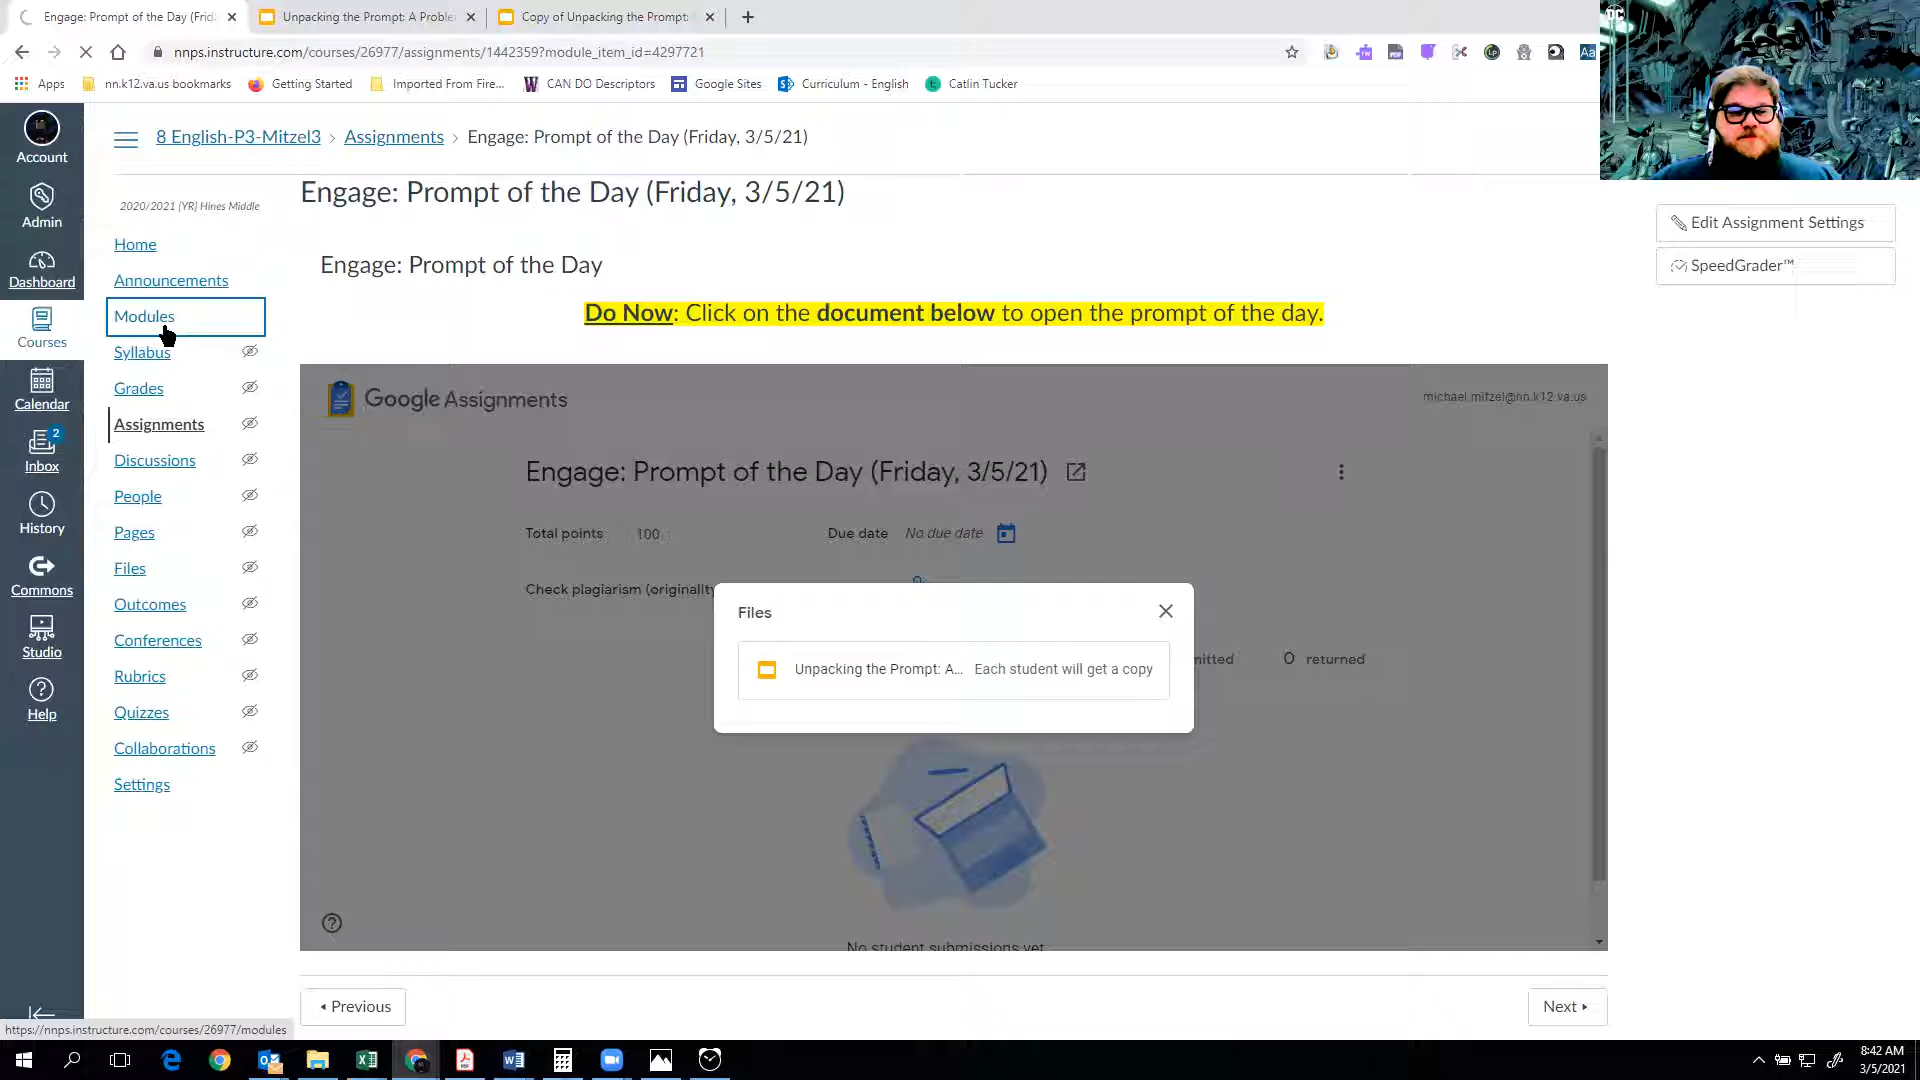 Engage: Prompt of the Day (Frid
Unpacking the Prompt: A Proble
Copy of Unpacking the Prompt:
nnps.instructure.com/courses/26977/assignments/1442359?module_item_id=4297721
Apps
nn.k12.va.us bookmarks
Getting Started
Imported From Fire...
CAN DO Descriptors
Google Sites
Curriculum - English
Catlin Tucker
DC
Account
Admin
Dashboard
Courses
Calendar
2
Inbox
History
Commons
Studio
Help
8 English-P3-Mitzel3 › Assignments › Engage: Prompt of the Day (Friday, 3/5/21)
2020/2021 [YR] Hines Middle
Home
Announcements
Modules
Syllabus
Grades
Assignments
Discussions
People
Pages
Files
Outcomes
Conferences
Rubrics
Quizzes
Collaborations
Settings
Engage: Prompt of the Day (Friday, 3/5/21)
Edit Assignment Settings
SpeedGrader™
Engage: Prompt of the Day
Do Now: Click on the document below to open the prompt of the day.
Google Assignments
michael.mitzel@nn.k12.va.us
Engage: Prompt of the Day (Friday, 3/5/21)
Total points 100 Due date No due date
Check plagiarism (originality
Files
Unpacking the Prompt: A... Each student will get a copy
mitted 0 returned
No student submissions yet
Previous
Next
https://nnps.instructure.com/courses/26977/modules
8:42 AM
3/5/2021